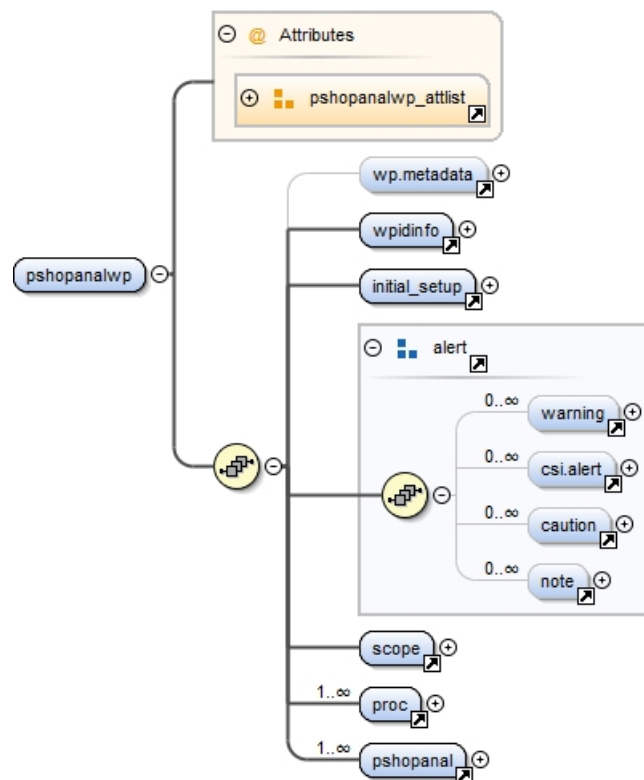 @ Attributes
pshopanalwp_attlist
wp.metadata
wpidinfo
pshopanalwp
initial_setup
alert
0..∞
warning
0..∞
csi.alert
0..∞
caution
0..∞
note
scope
1..∞
proc
1..∞
pshopanal